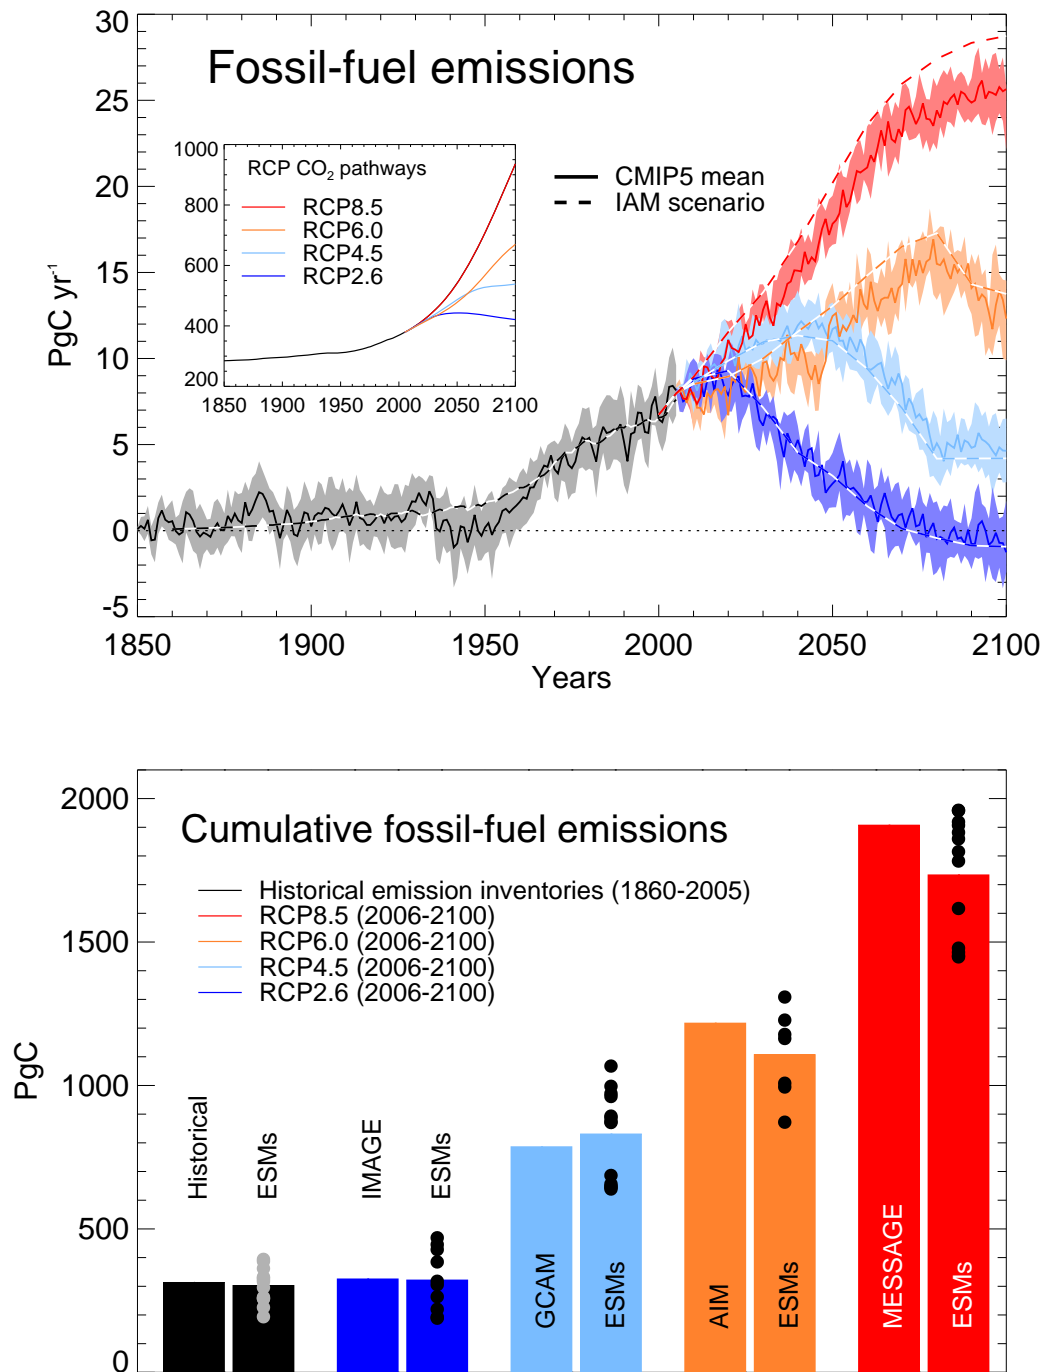 Fossil-fuel emissions
30
25
20
15
10
5
0
-5
PgC yr-1
1000
800
600
400
200
RCP CO2 pathways
RCP8.5
RCP6.0
RCP4.5
RCP2.6
1850 1900 1950 2000 2050 2100
CMIP5 mean
IAM scenario
1850 1900 1950 2000 2050 2100
Years
Cumulative fossil-fuel emissions
2000
1500
1000
500
0
PgC
Historical emission inventories (1860-2005)
RCP8.5 (2006-2100)
RCP6.0 (2006-2100)
RCP4.5 (2006-2100)
RCP2.6 (2006-2100)
Historical
ESMs
IMAGE
ESMs
GCAM
ESMs
AIM
ESMs
MESSAGE
ESMs